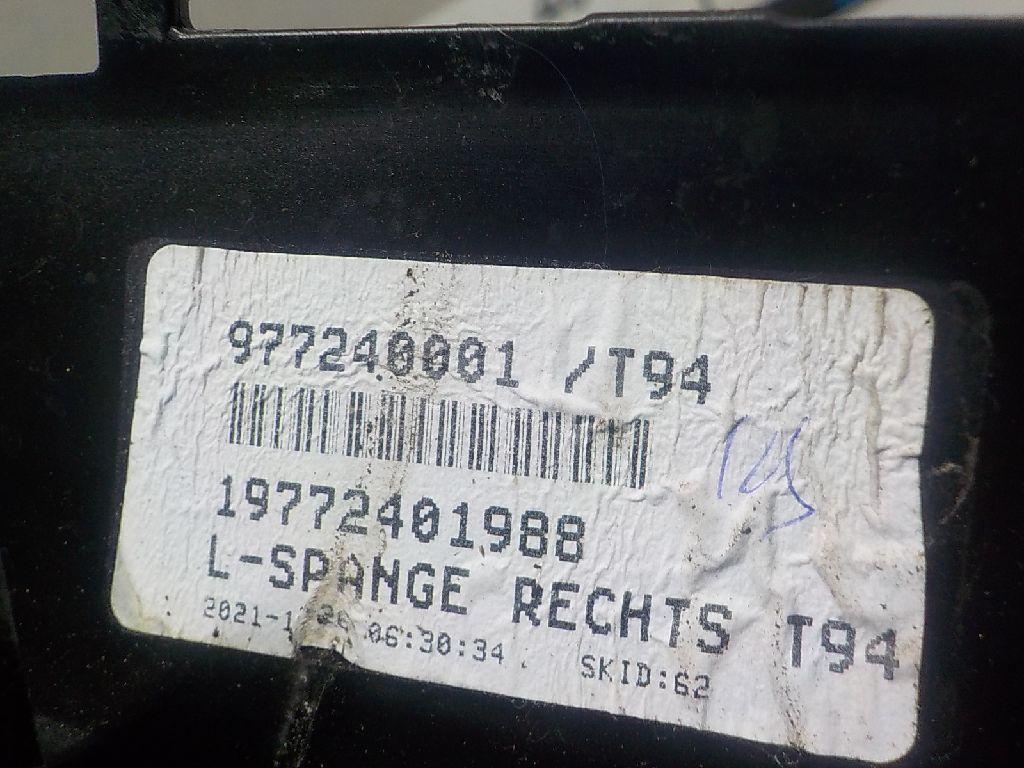 977240001 /T94
19772401988
L-SPANGE RECHTS T94
06:30:34 SKID:62